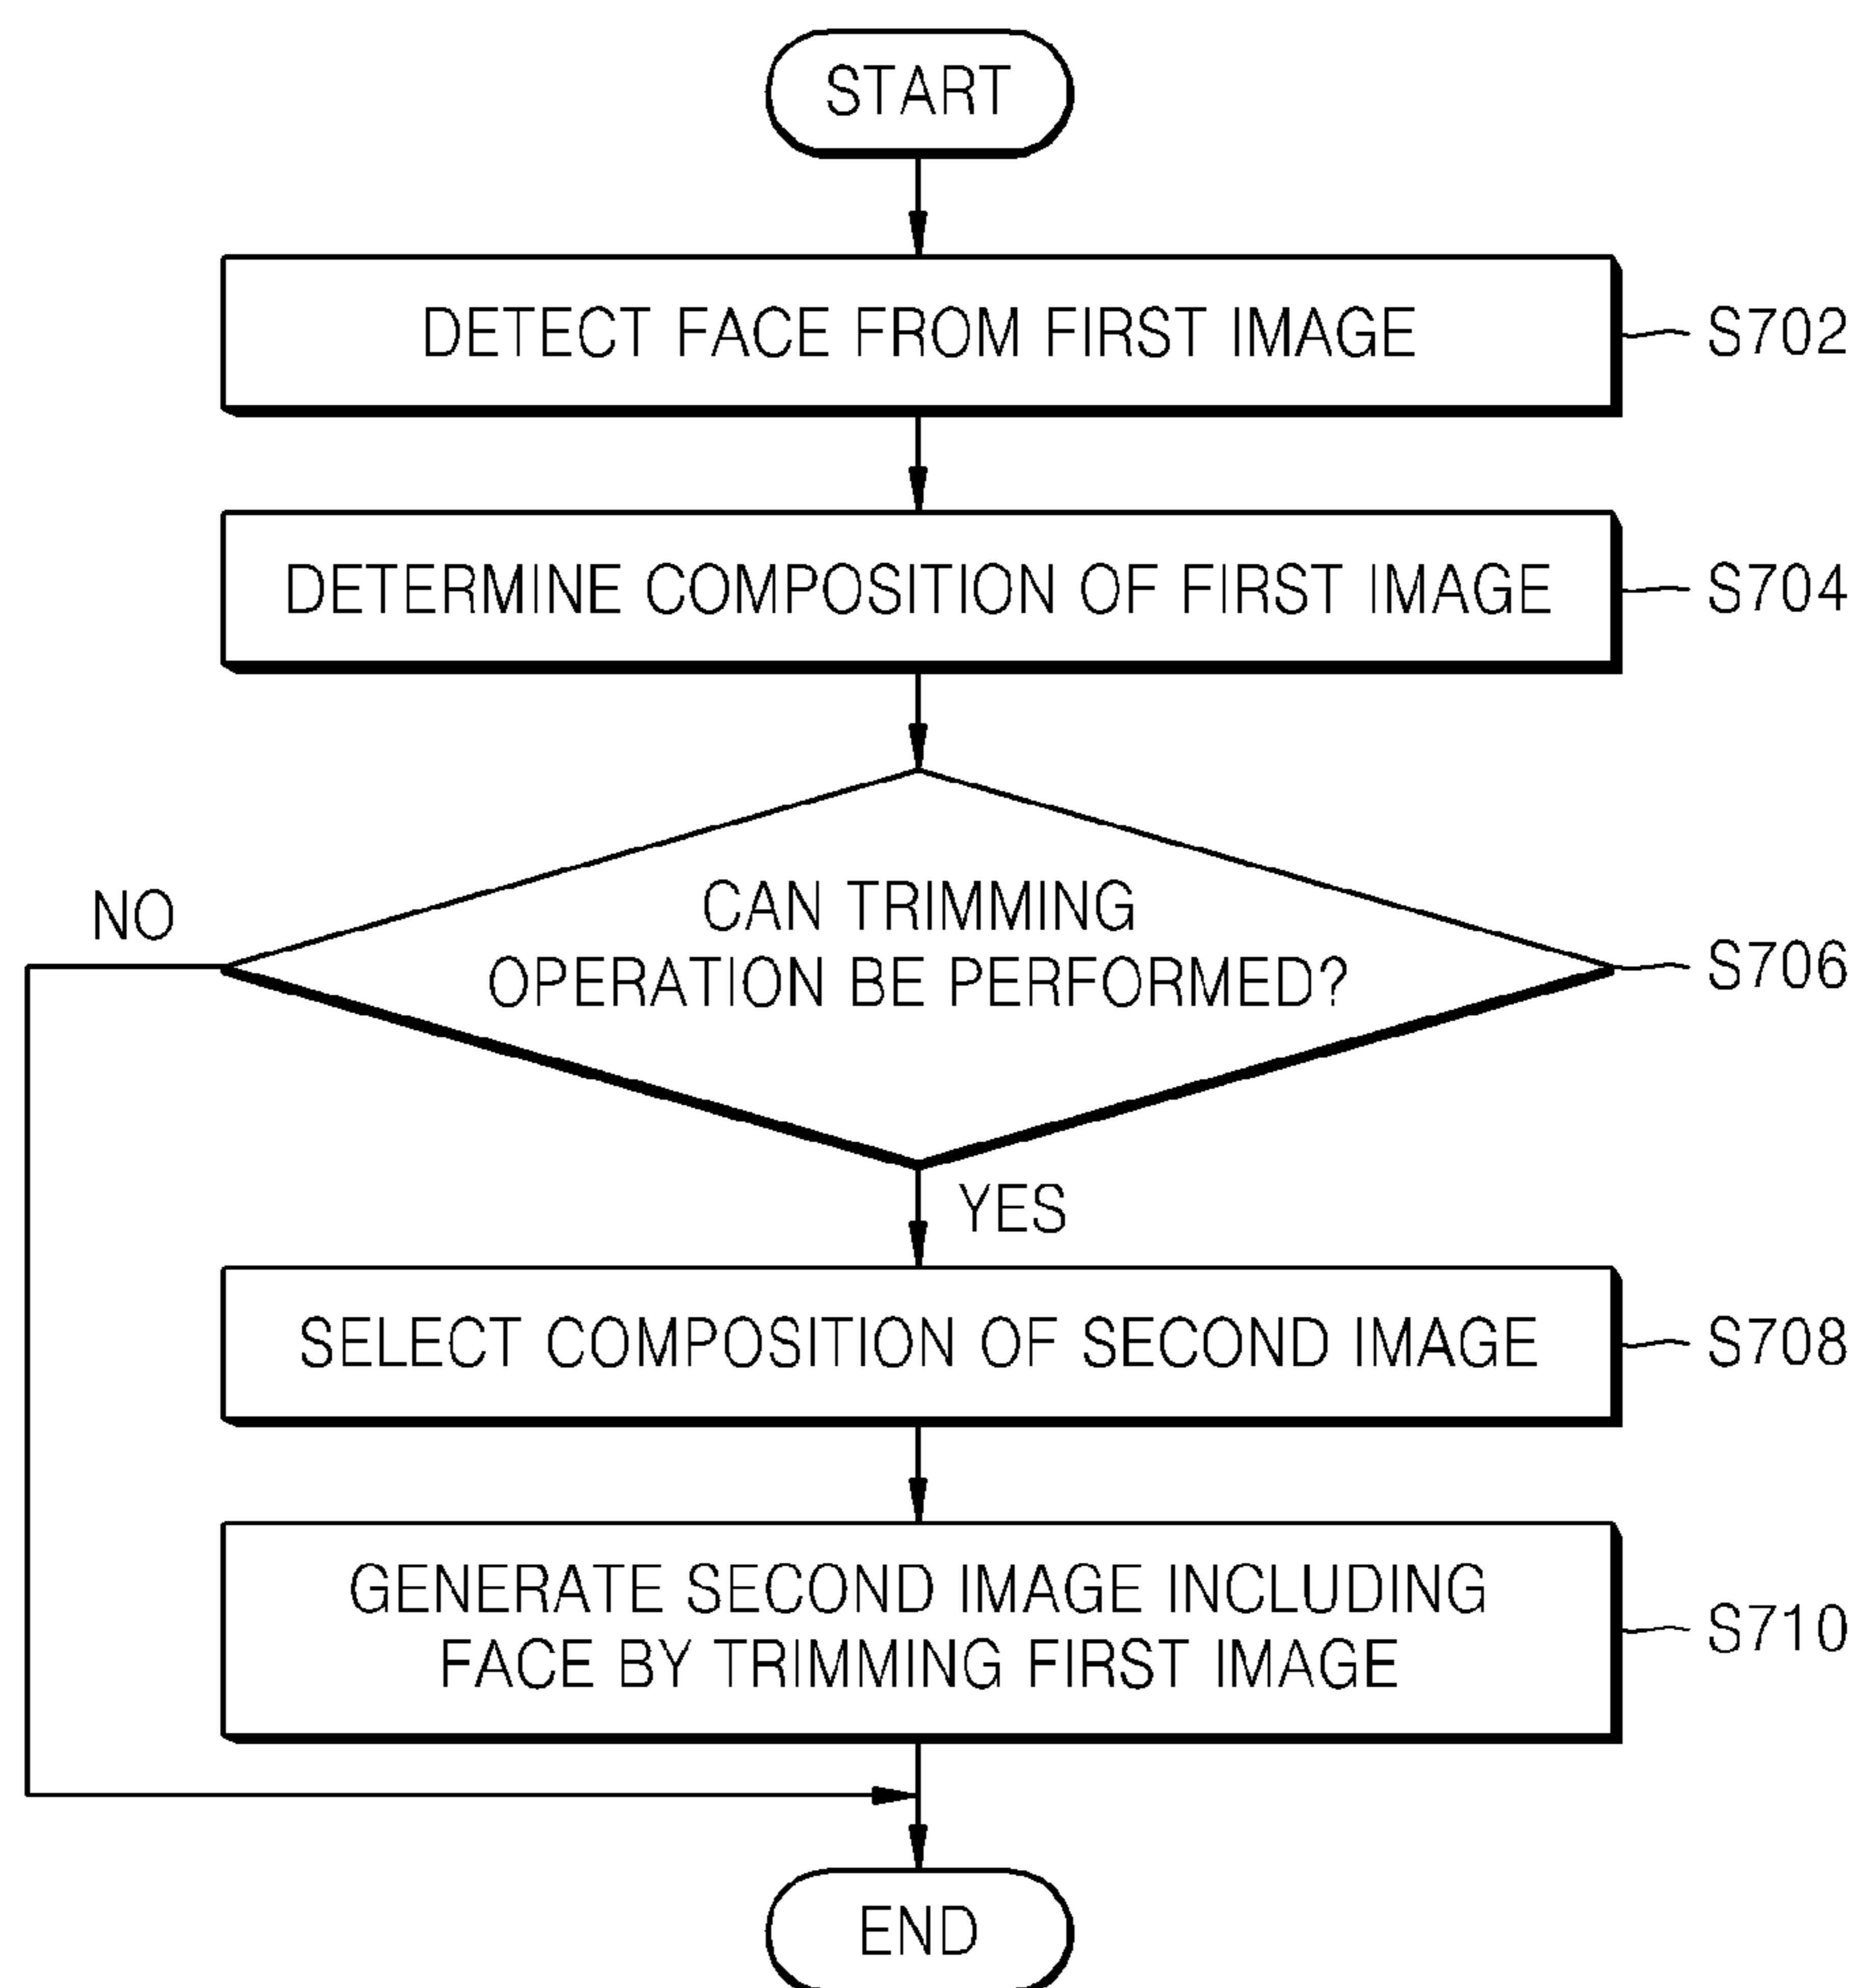 START
DETECT FACE FROM FIRST IMAGE
S702
DETERMINE COMPOSITION OF FIRST IMAGE
S704
CAN TRIMMING
OPERATION BE PERFORMED?
S706
NO
YES
SELECT COMPOSITION OF SECOND IMAGE
S708
GENERATE SECOND IMAGE INCLUDING
FACE BY TRIMMING FIRST IMAGE
S710
END